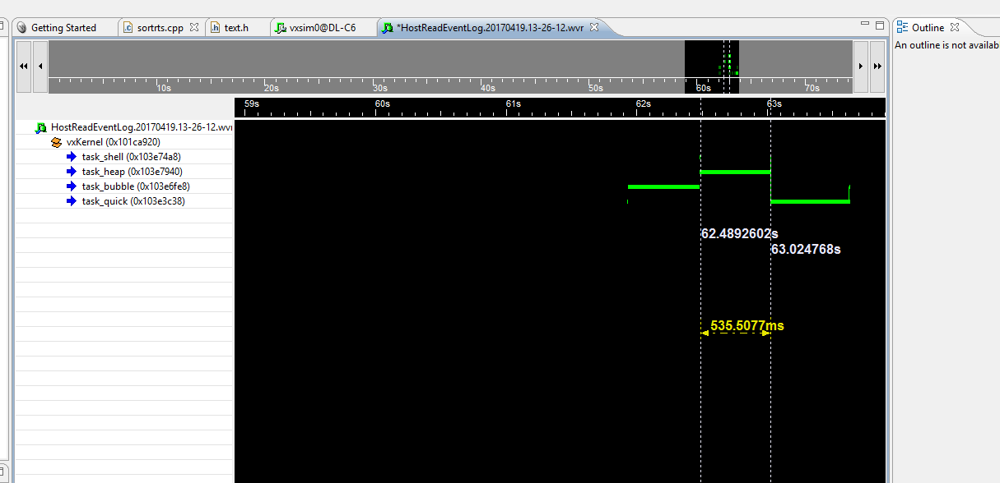 Getting Started
sortrts.cpp
text.h
vxsim0@DL-C6
*HostReadEventLog.20170419.13-26-12.wvr
Outline
An outline is not availab
10s 20s 30s 40s 50s 60s 70s
59s 60s 61s 62s 63s
HostReadEventLog.20170419.13-26-12.wvr
vxKernel (0x101ca920)
task_shell (0x103e74a8)
task_heap (0x103e7940)
task_bubble (0x103e6fe8)
task_quick (0x103e3c38)
62.4892602s
63.024768s
535.5077ms